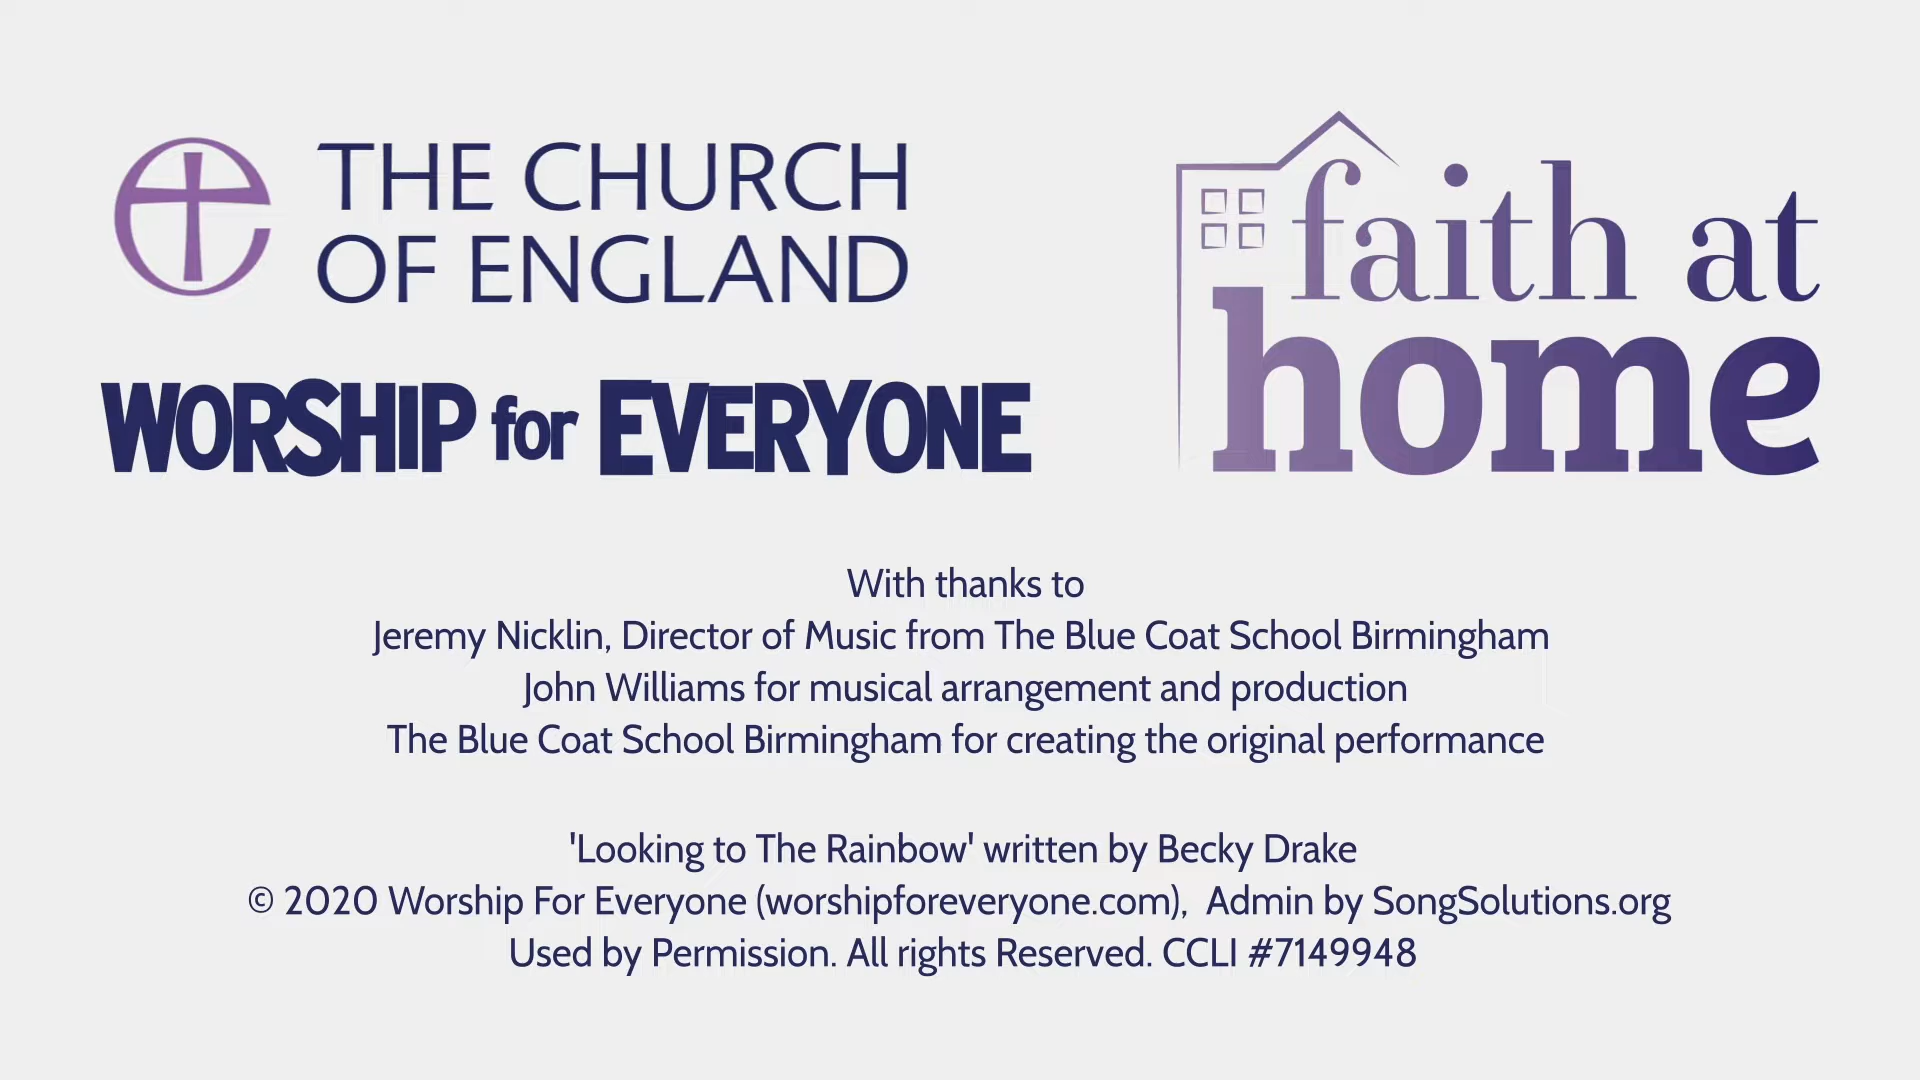 THE CHURCH
OF ENGLAND
WORSHIP for EVERYONE
faith at
home
With thanks to
Jeremy Nicklin, Director of Music from The Blue Coat School Birmingham
John Williams for musical arrangement and production
The Blue Coat School Birmingham for creating the original performance
'Looking to The Rainbow' written by Becky Drake
© 2020 Worship For Everyone (worshipforeveryone.com),  Admin by SongSolutions.org
Used by Permission. All rights Reserved. CCLI #7149948